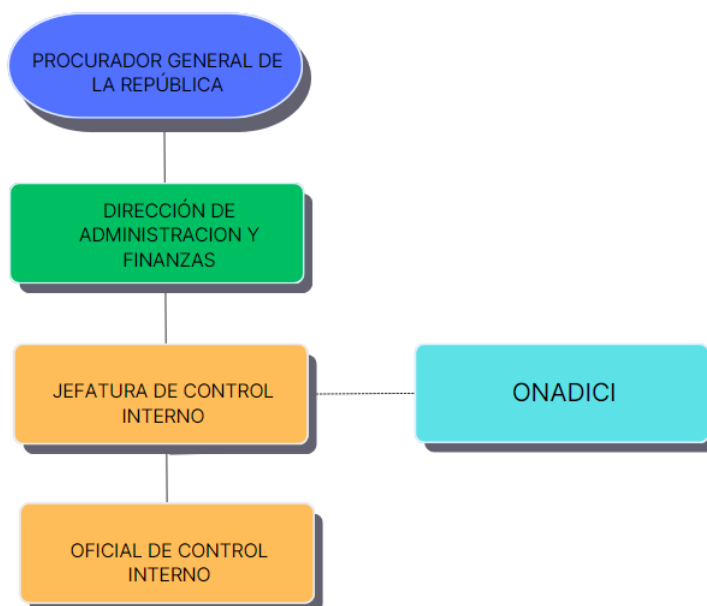 PROCURADOR GENERAL DE
LA REPÚBLICA
DIRECCIÓN DE
ADMINISTRACION Y
FINANZAS
JEFATURA DE CONTROL
INTERNO
ONADICI
OFICIAL DE CONTROL
INTERNO